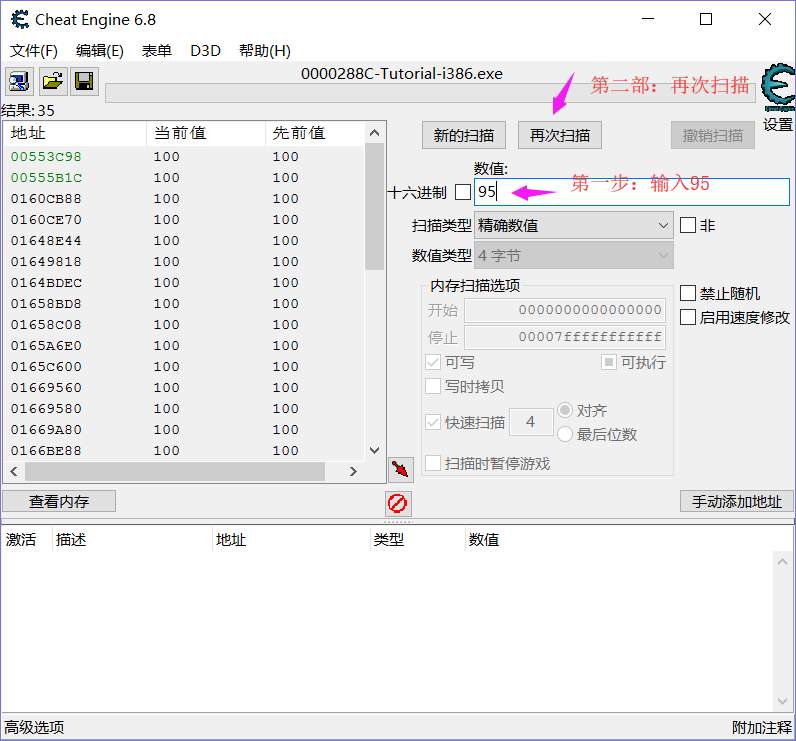 Cheat Engine 6.8
文件(F) 编辑(E) 表单 D3D 帮助(H)
0000288C-Tutorial-i386.exe
第二部：再次扫描
结果:35
设置
地址 当前值 先前值
00553C98 100 100
00555B1C 100 100
0160CB88 100 100
0160CE70 100 100
01648E44 100 100
01649818 100 100
0164BDEC 100 100
01658BD8 100 100
01658C08 100 100
0165A6E0 100 100
0165C600 100 100
01669560 100 100
01669580 100 100
01669A80 100 100
0166BE88 100 100
新的扫描 再次扫描 撤销扫描
数值:
十六进制 95 第一步：输入95
扫描类型 精确数值 非
数值类型 4 字节
内存扫描选项
开始 0000000000000000
停止 00007fffffffffff
可写 可执行
写时拷贝
快速扫描 4 对齐
最后位数
扫描时暂停游戏
禁止随机
启用速度修改
查看内存 手动添加地址
激活 描述 地址 类型 数值
高级选项 附加注释